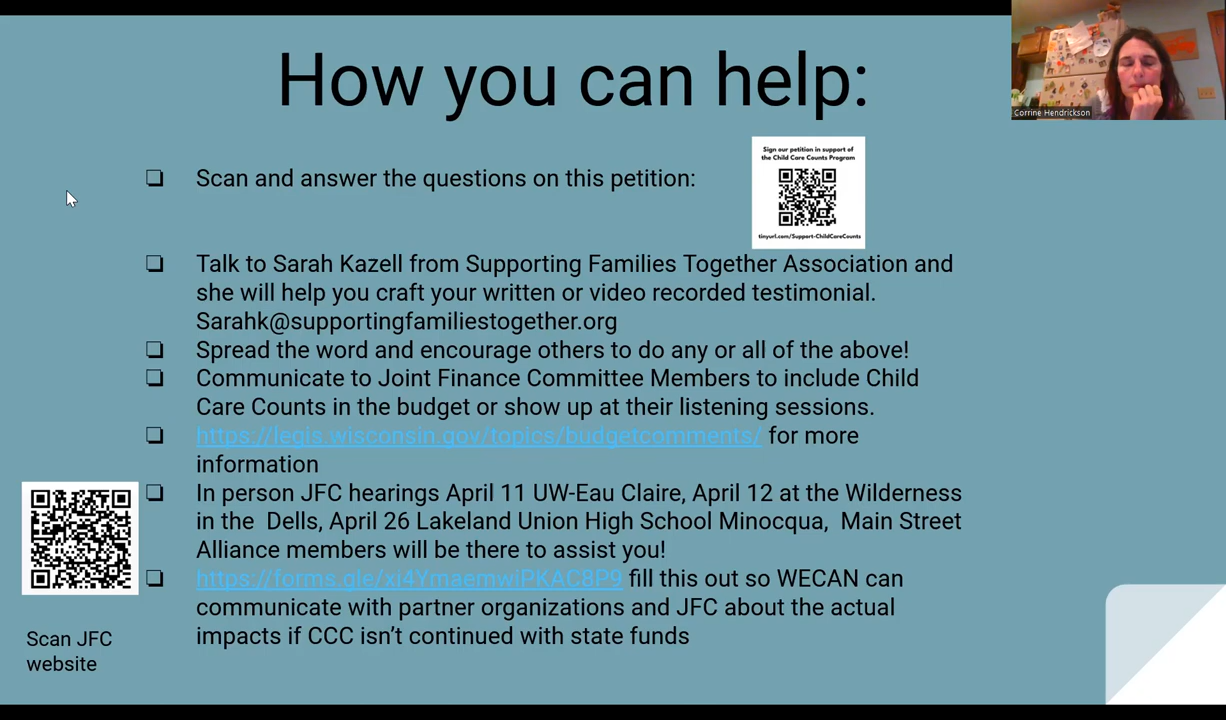 How you can help:
Corrine Hendrickson
Sign our petition in support of
the Child Care Counts Program
❏ Scan and answer the questions on this petition:
tinyurl.com/Support-ChildCareCounts
❏ Talk to Sarah Kazell from Supporting Families Together Association and
she will help you craft your written or video recorded testimonial.
Sarahk@supportingfamiliestogether.org
❏ Spread the word and encourage others to do any or all of the above!
❏ Communicate to Joint Finance Committee Members to include Child
Care Counts in the budget or show up at their listening sessions.
❏ https://legis.wisconsin.gov/topics/budgetcomments/ for more
information
❏ In person JFC hearings April 11 UW-Eau Claire, April 12 at the Wilderness
in the Dells, April 26 Lakeland Union High School Minocqua, Main Street
Alliance members will be there to assist you!
❏ https://forms.gle/xi4YmaemwjPKAC8P9 fill this out so WECAN can
communicate with partner organizations and JFC about the actual
impacts if CCC isn't continued with state funds
Scan JFC
website